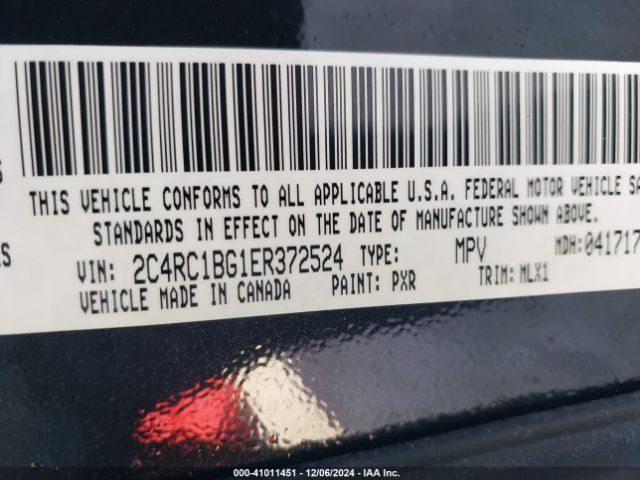 THIS VEHICLE CONFORMS TO ALL APPLICABLE U.S.A. FEDERAL MOTOR VEHICLE SA
STANDARDS IN EFFECT ON THE DATE OF MANUFACTURE SHOWN ABOVE.
VIN: 2C4RC1BG1ER372524 TYPE: MPV MDH:041717
VEHICLE MADE IN CANADA PAINT: PXR TRIM: MLX1
000-41011451 - 12/06/2024 - IAA Inc.